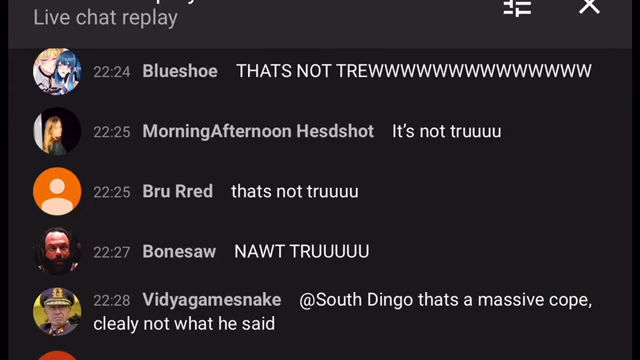 Live chat replay
22:24 Blueshoe THATS NOT TREWWWWWWWWWWWWWW
22:25 MorningAfternoon Hesdshot It's not truuuu
22:25 Bru Rred thats not truuuu
22:27 Bonesaw NAWT TRUUUUU
22:28 Vidyagamesnake @South Dingo thats a massive cope,
clealy not what he said